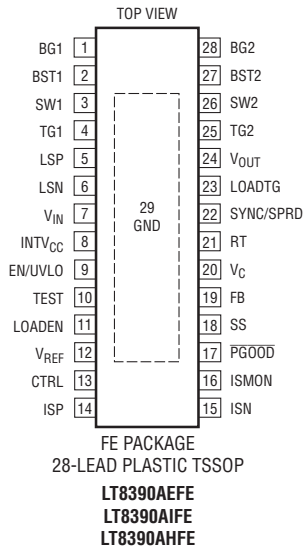 TOP VIEW
BG1 1 28 BG2
BST1 2 27 BST2
SW1 3 26 SW2
TG1 4 25 TG2
LSP 5 24 VOUT
LSN 6 23 LOADTG
VIN 7 29 22 SYNC/SPRD
GND
INTVCC 8 21 RT
EN/UVLO 9 20 VC
TEST 10 19 FB
LOADEN 11 18 SS
VREF 12 17 PGOOD
CTRL 13 16 ISMON
ISP 14 15 ISN
FE PACKAGE
28-LEAD PLASTIC TSSOP
LT8390AEFE
LT8390AIFE
LT8390AHFE